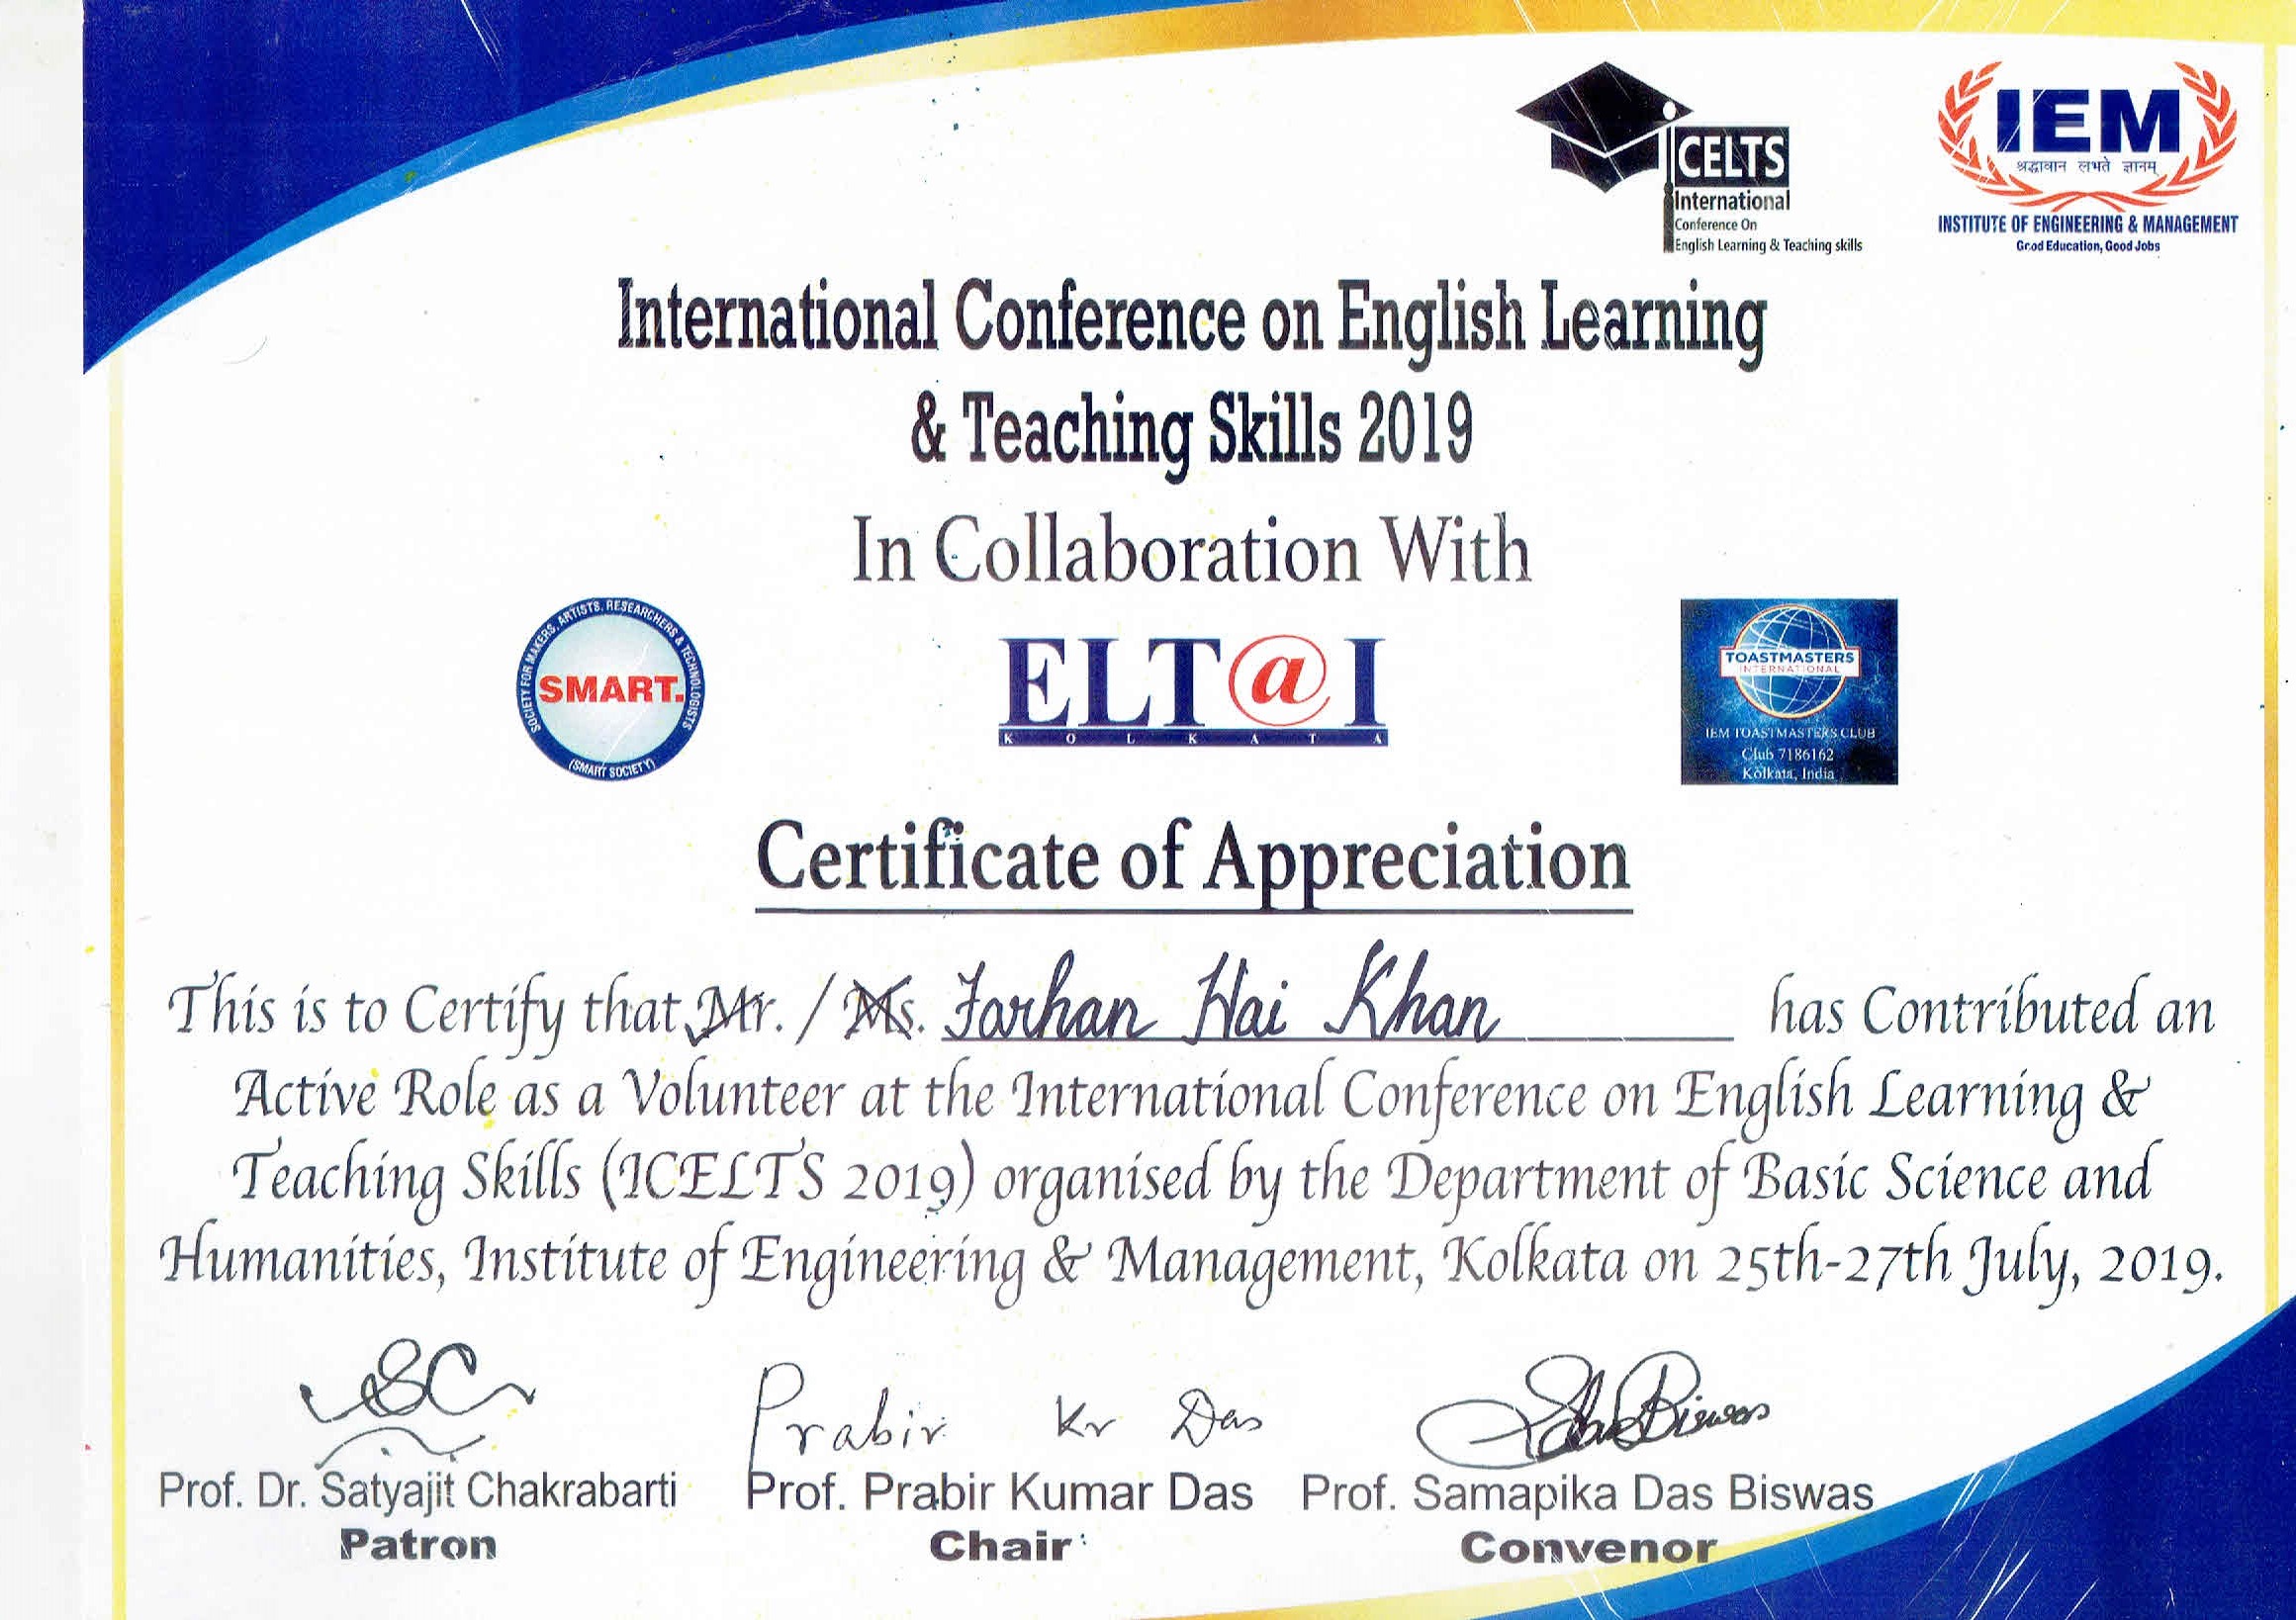 CELTS
International
Conference On
English Learning & Teaching skills
IEM
श्रद्धावान लभते ज्ञानम्
INSTITUTE OF ENGINEERING & MANAGEMENT
Good Education, Good Jobs
International Conference on English Learning
& Teaching Skills 2019
In Collaboration With
SOCIETY FOR MAKERS, ARTISTS, RESEARCHERS & TECHNOLOGISTS
SMART.
(SMART SOCIETY)
ELT@I
KOLKATA
TOASTMASTERS
INTERNATIONAL
IEM TOASTMASTERS CLUB
Club 7186162
Kolkata, India
Certificate of Appreciation
This is to Certify that Mr. / Ms. Farhan Hai Khan has Contributed an
Active Role as a Volunteer at the International Conference on English Learning &
Teaching Skills (ICELTS 2019) organised by the Department of Basic Science and
Humanities, Institute of Engineering & Management, Kolkata on 25th-27th July, 2019.
SC
Prabir Kr Das
Biswas
Prof. Dr. Satyajit Chakrabarti
Prof. Prabir Kumar Das
Prof. Samapika Das Biswas
Patron
Chair
Convenor